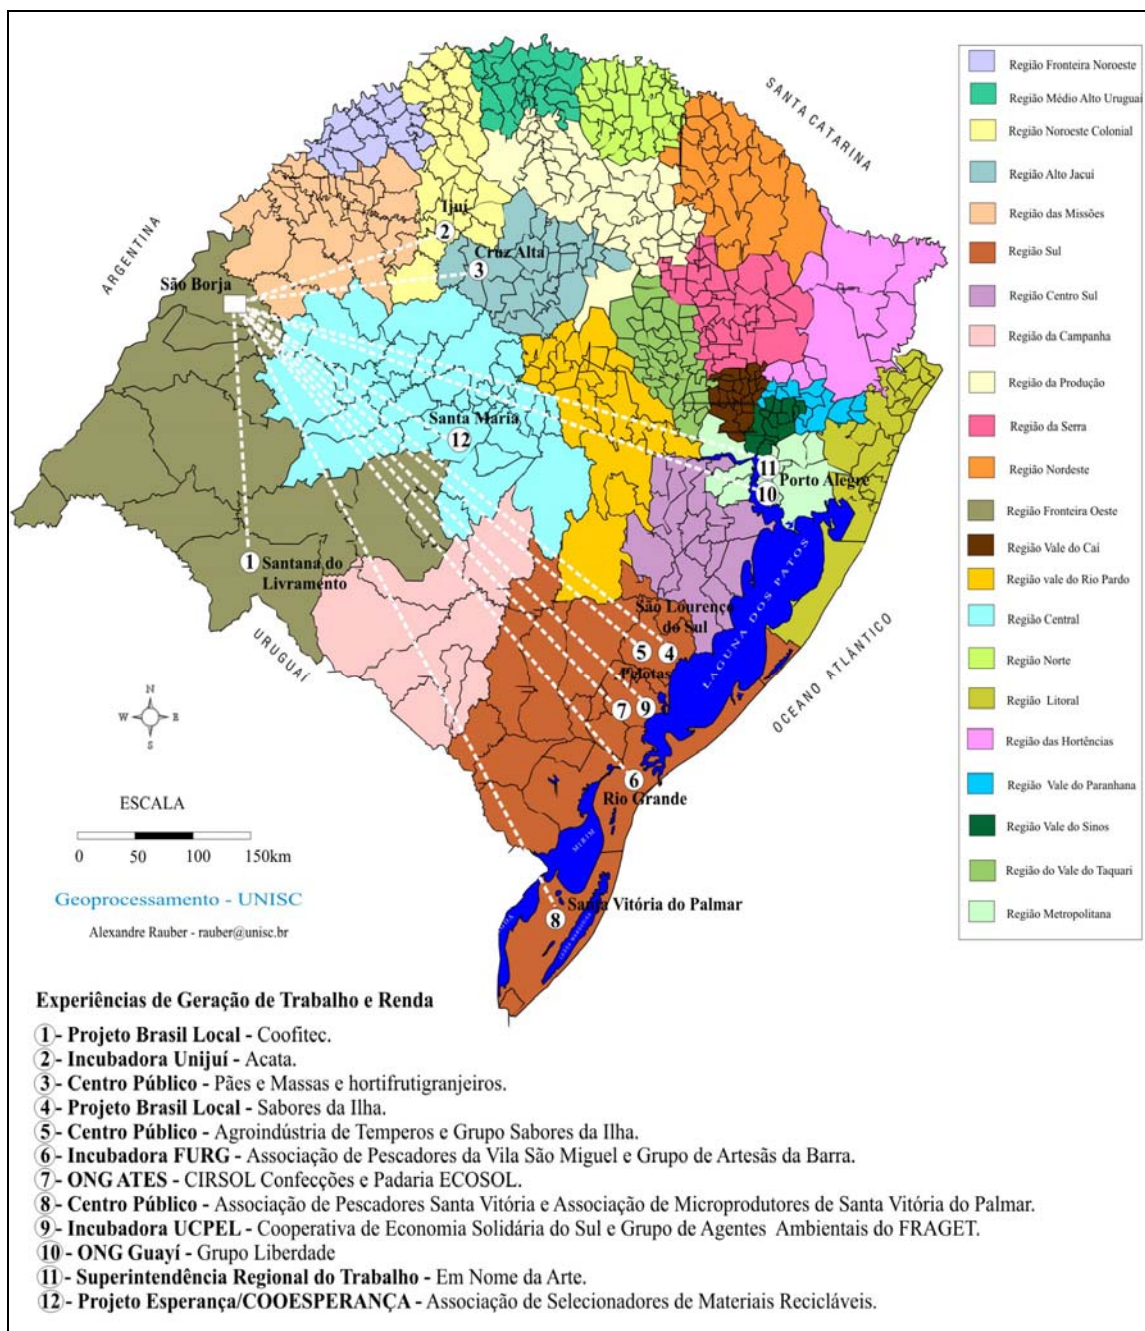 SANTA CATARINA
ARGENTINA
Ijuí
2
Cruz Alta
3
São Borja
Santa Maria
12
11
Porto Alegre
10
1
Santana do
Livramento
URUGUAÍ
São Lourenço
do Sul
5
4
Pelotas
7
9
6
Rio Grande
LAGUNA DOS PATOS
OCEANO ATLÂNTICO
MIRIM
Santa Vitória do Palmar
8
N
W
E
S
ESCALA
0 50 100 150km
Geoprocessamento - UNISC
Alexandre Rauber - rauber@unisc.br
Região Fronteira Noroeste
Região Médio Alto Uruguai
Região Noroeste Colonial
Região Alto Jacuí
Região das Missões
Região Sul
Região Centro Sul
Região da Campanha
Região da Produção
Região da Serra
Região Nordeste
Região Fronteira Oeste
Região Vale do Caí
Região vale do Rio Pardo
Região Central
Região Norte
Região Litoral
Região das Hortências
Região Vale do Paranhana
Região Vale do Sinos
Região do Vale do Taquari
Região Metropolitana
Experiências de Geração de Trabalho e Renda
1 - Projeto Brasil Local - Coofitec.
2 - Incubadora Unijuí - Acata.
3 - Centro Público - Pães e Massas e hortifrutigranjeiros.
4 - Projeto Brasil Local - Sabores da Ilha.
5 - Centro Público - Agroindústria de Temperos e Grupo Sabores da Ilha.
6 - Incubadora FURG - Associação de Pescadores da Vila São Miguel e Grupo de Artesãs da Barra.
7 - ONG ATES - CIRSOL Confecções e Padaria ECOSOL.
8 - Centro Público - Associação de Pescadores Santa Vitória e Associação de Microprodutores de Santa Vitória do Palmar.
9 - Incubadora UCPEL - Cooperativa de Economia Solidária do Sul e Grupo de Agentes Ambientais do FRAGET.
10 - ONG Guayí - Grupo Liberdade
11 - Superintendência Regional do Trabalho - Em Nome da Arte.
12 - Projeto Esperança/COOESPERANÇA - Associação de Selecionadores de Materiais Recicláveis.